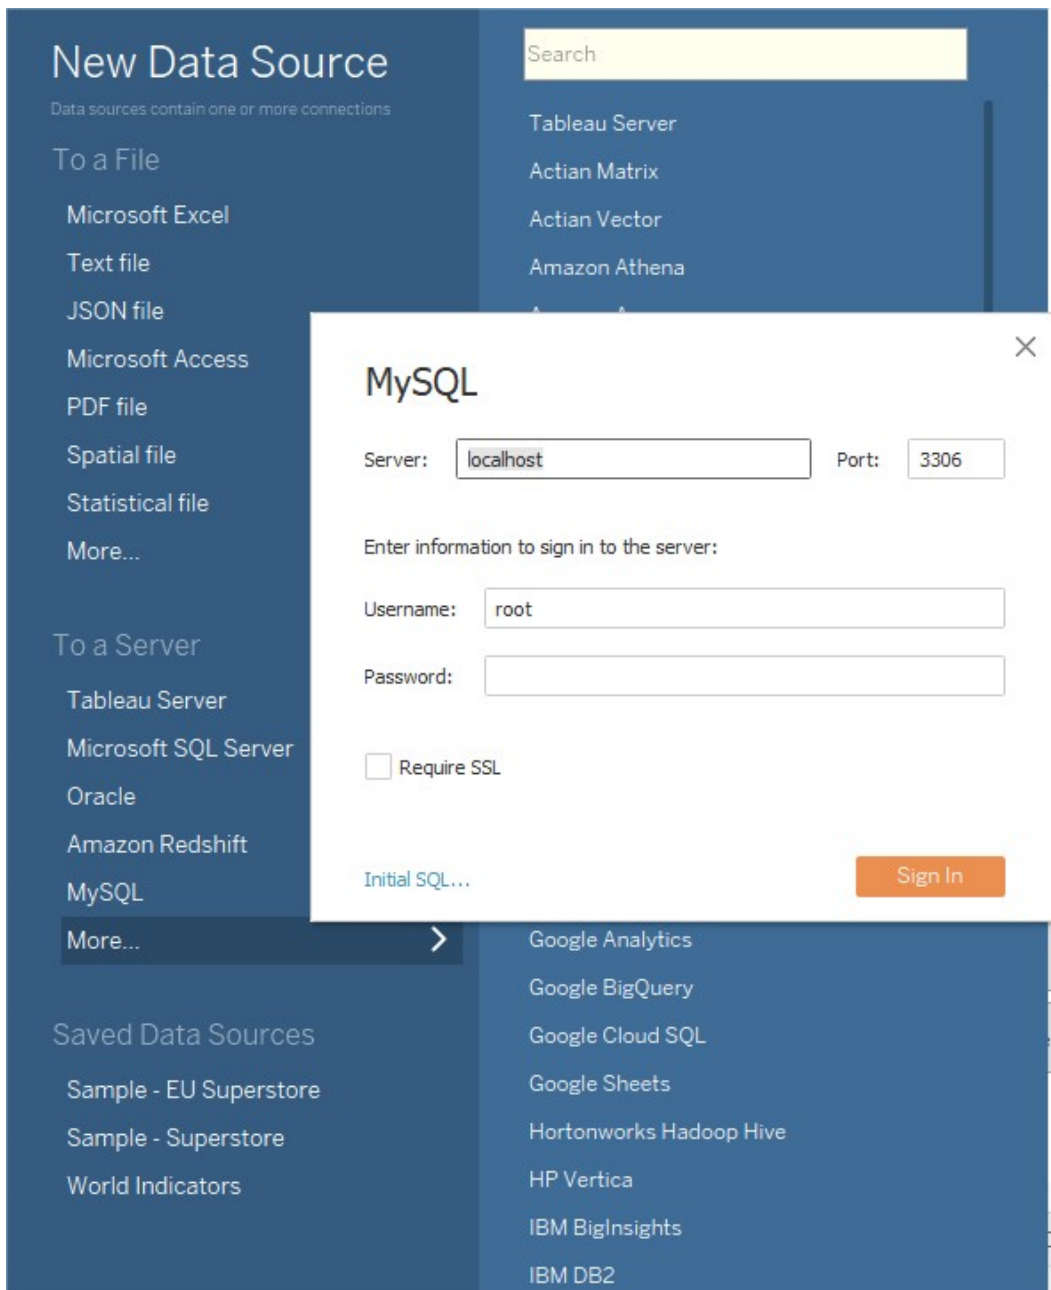 New Data Source
Data sources contain one or more connections
To a File
Microsoft Excel
Text file
JSON file
Microsoft Access
PDF file
Spatial file
Statistical file
More...
To a Server
Tableau Server
Microsoft SQL Server
Oracle
Amazon Redshift
MySQL
More...
Saved Data Sources
Sample - EU Superstore
Sample - Superstore
World Indicators
Search
Tableau Server
Actian Matrix
Actian Vector
Amazon Athena
MySQL
Server: localhost Port: 3306
Enter information to sign in to the server:
Username: root
Password:
Require SSL
Initial SQL... Sign In
Google Analytics
Google BigQuery
Google Cloud SQL
Google Sheets
Hortonworks Hadoop Hive
HP Vertica
IBM BigInsights
IBM DB2